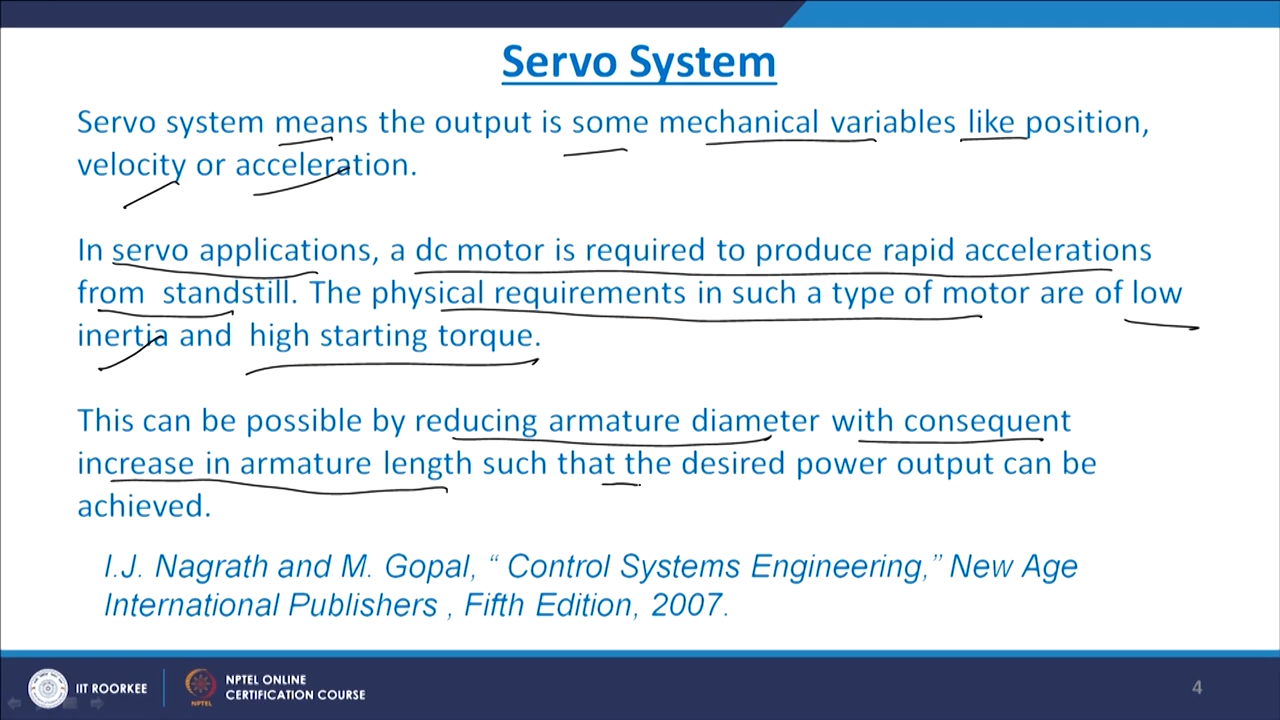 Servo System
Servo system means the output is some mechanical variables like position,
velocity or acceleration.
In servo applications, a dc motor is required to produce rapid accelerations
from standstill. The physical requirements in such a type of motor are of low
inertia and high starting torque.
This can be possible by reducing armature diameter with consequent
increase in armature length such that the desired power output can be
achieved.
I.J. Nagrath and M. Gopal, “ Control Systems Engineering,” New Age
International Publishers , Fifth Edition, 2007.
IIT ROORKEE
NPTEL
NPTEL ONLINE
CERTIFICATION COURSE
4